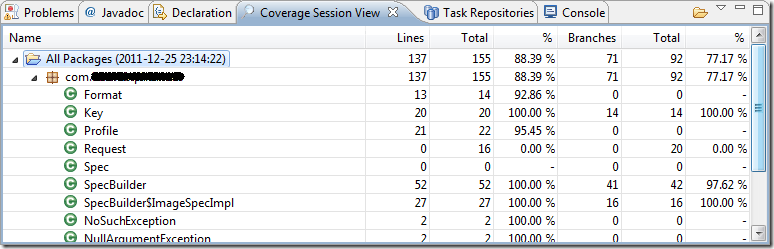 Problems @ Javadoc Declaration Coverage Session View Task Repositories Console
Name Lines Total % Branches Total %
All Packages (2011-12-25 23:14:22) 137 155 88.39 % 71 92 77.17 %
com. 137 155 88.39 % 71 92 77.17 %
C Format 13 14 92.86 % 0 0 -
C Key 20 20 100.00 % 14 14 100.00 %
C Profile 21 22 95.45 % 0 0 -
C Request 0 16 0.00 % 0 20 0.00 %
C Spec 0 0 - 0 0 -
C SpecBuilder 52 52 100.00 % 41 42 97.62 %
C SpecBuilder$ImageSpecImpl 27 27 100.00 % 16 16 100.00 %
C NoSuchException 2 2 100.00 % 0 0 -
C NullArgumentException 2 2 100.00 % 0 0 -